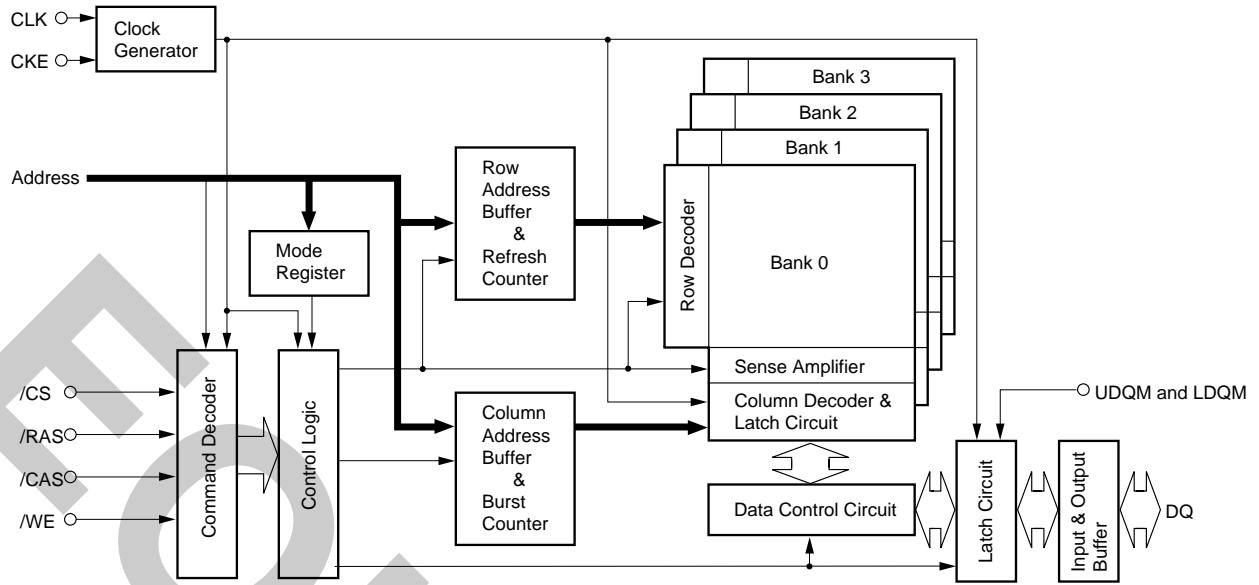 CLK
CKE
Clock
Generator
Bank 3
Bank 2
Bank 1
Address
Row
Address
Buffer
&
Refresh
Counter
Row Decoder
Bank 0
Mode
Register
Sense Amplifier
Column Decoder &
Latch Circuit
/CS
/RAS
/CAS
/WE
Command Decoder
Control Logic
Column
Address
Buffer
&
Burst
Counter
UDQM and LDQM
Data Control Circuit
Latch Circuit
Input & Output
Buffer
DQ